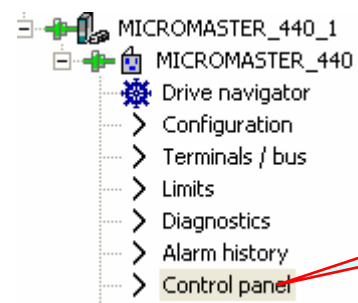 MICROMASTER_440_1
MICROMASTER_440
Drive navigator
Configuration
Terminals / bus
Limits
Diagnostics
Alarm history
Control panel